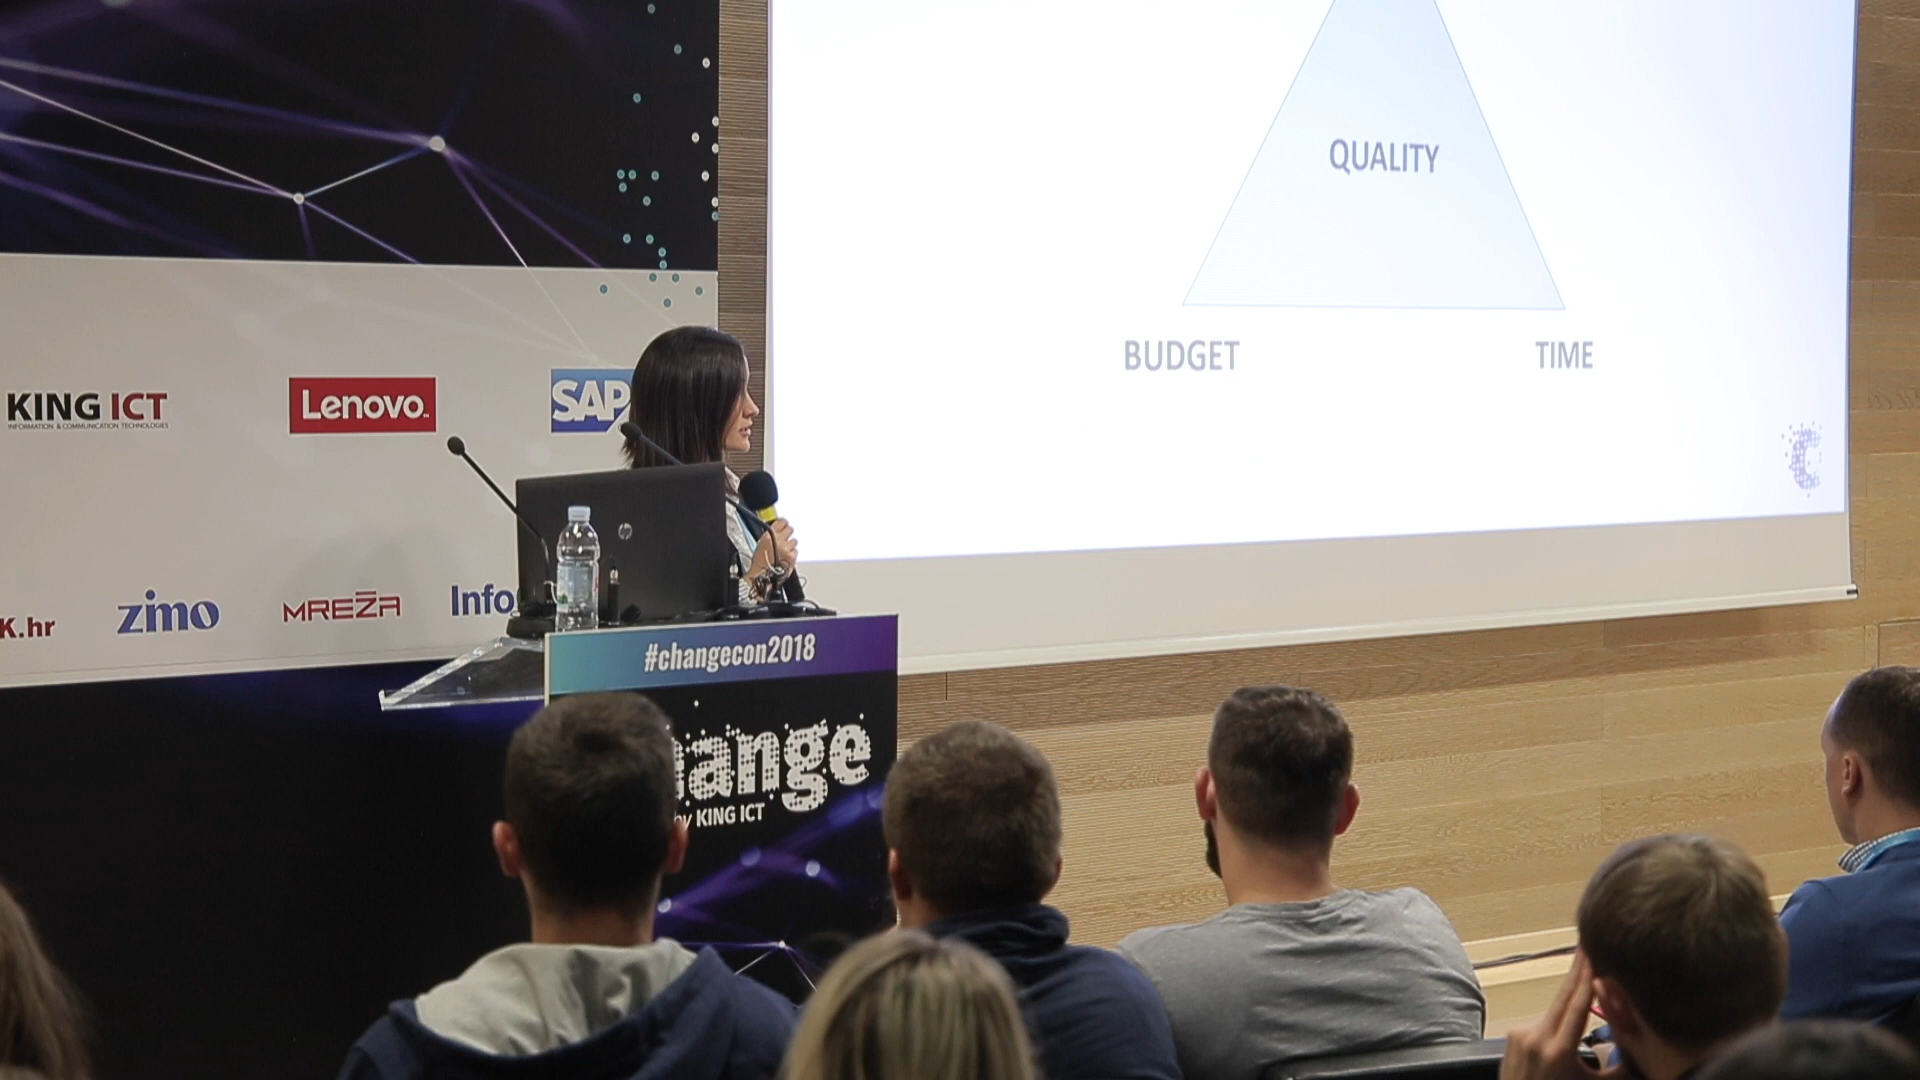 QUALITY
BUDGET
TIME
KING ICT
INFORMATION & COMMUNICATION TECHNOLOGIES
Lenovo
SAP
K.hr
zimo
MREŽA
Info
hp
#changecon2018
hange
by KING ICT
C